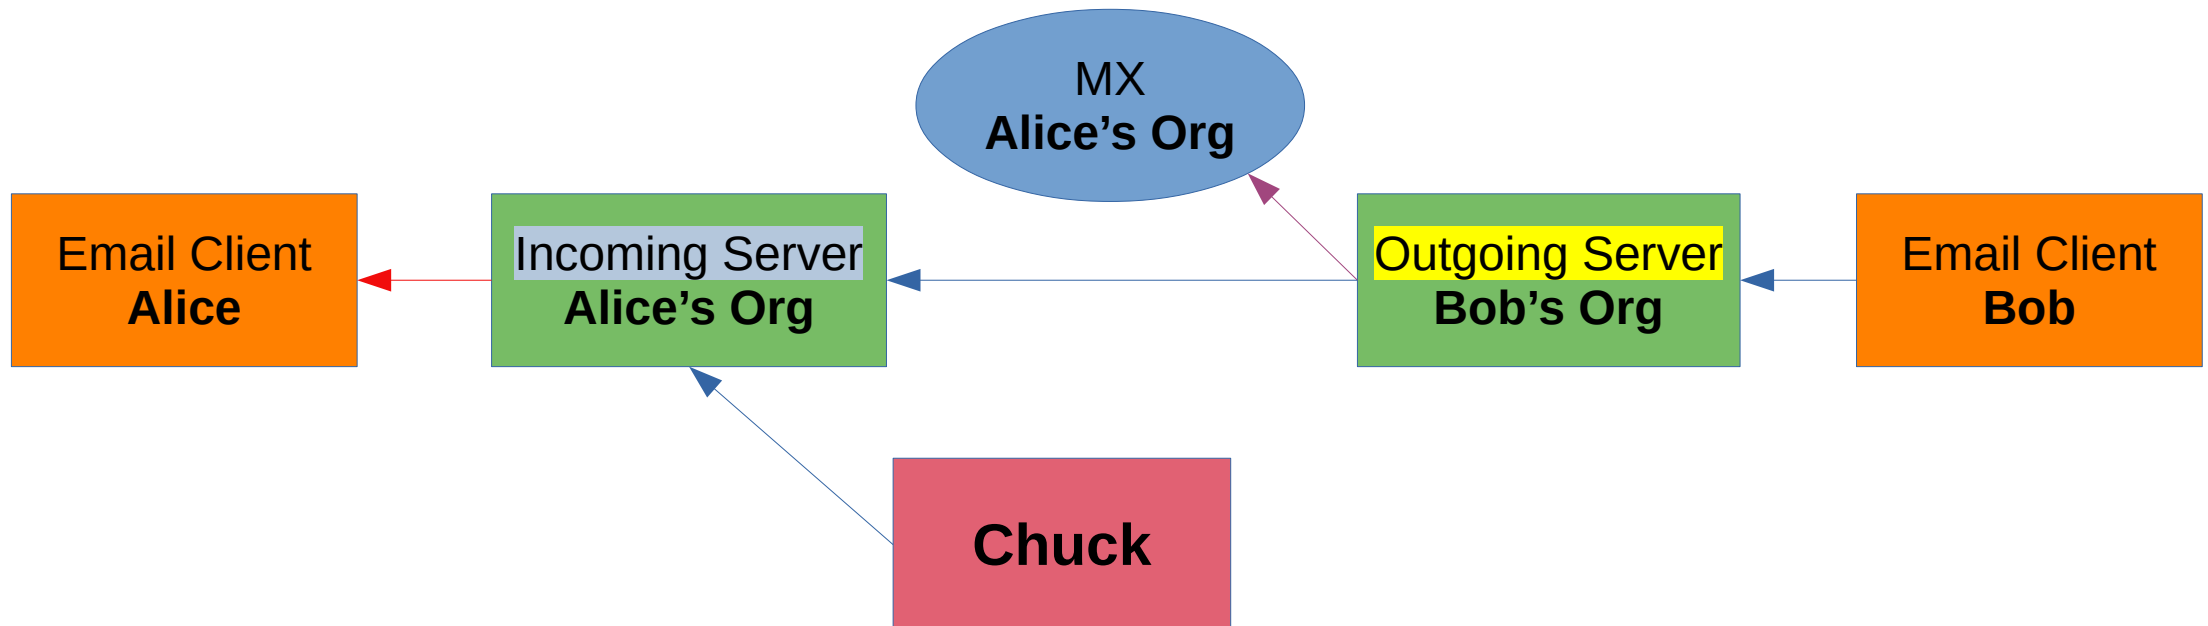 MX
Alice’s Org
Email Client
Alice
Incoming Server
Alice’s Org
Outgoing Server
Bob’s Org
Email Client
Bob
Chuck